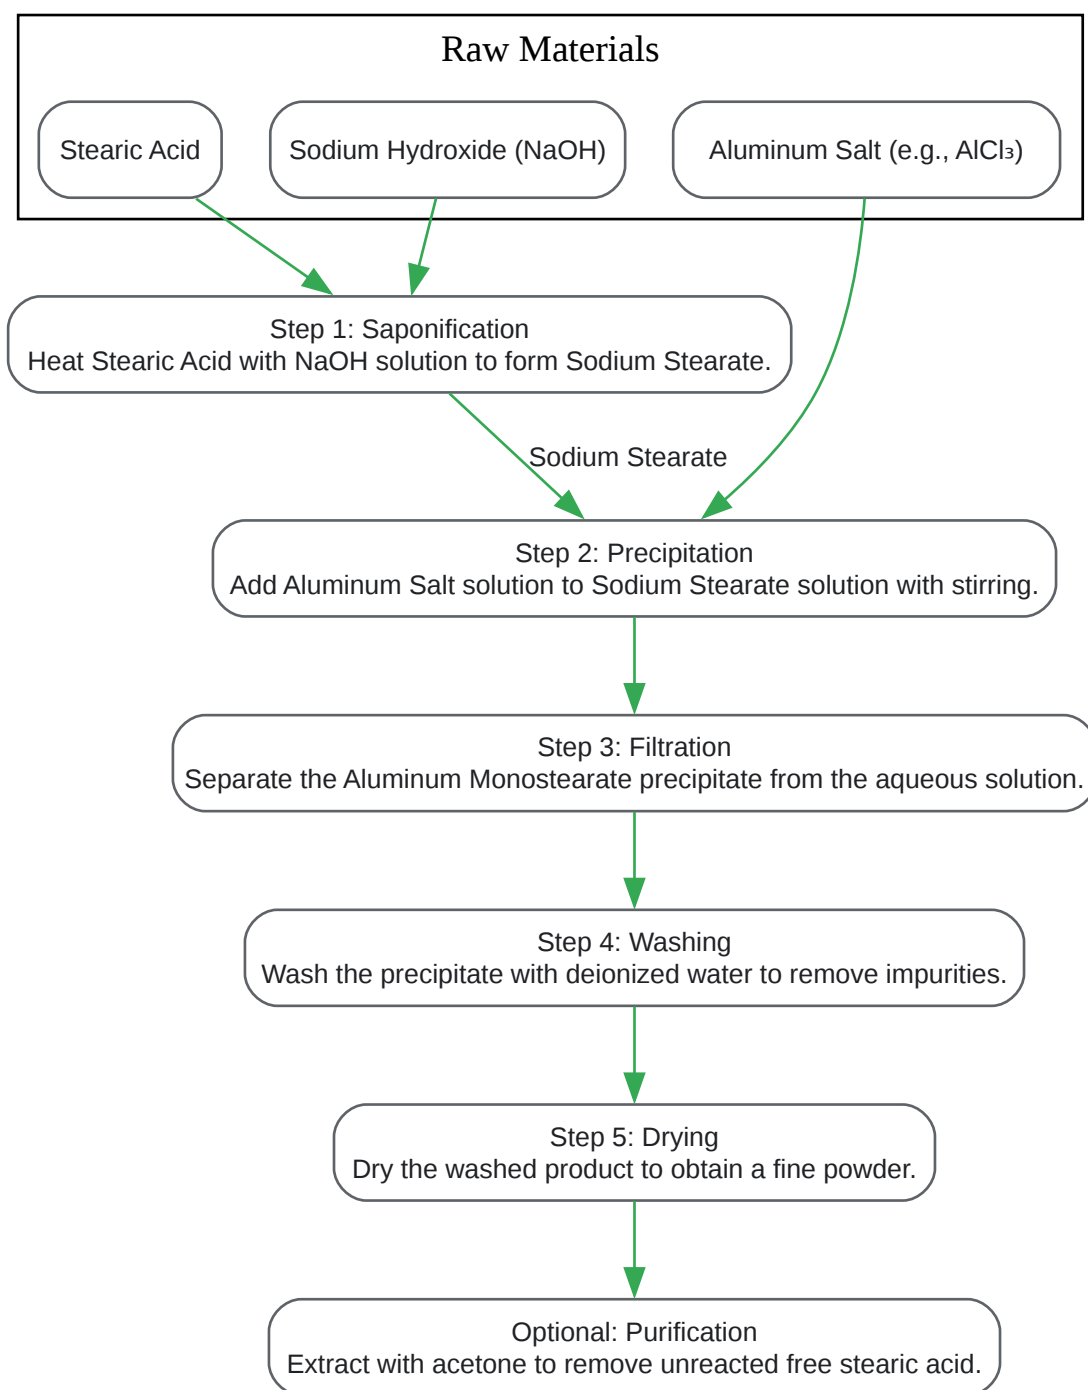 Raw Materials
Stearic Acid
Sodium Hydroxide (NaOH)
Aluminum Salt (e.g., AlCl₃)
Step 1: Saponification
Heat Stearic Acid with NaOH solution to form Sodium Stearate.
Sodium Stearate
Step 2: Precipitation
Add Aluminum Salt solution to Sodium Stearate solution with stirring.
Step 3: Filtration
Separate the Aluminum Monostearate precipitate from the aqueous solution.
Step 4: Washing
Wash the precipitate with deionized water to remove impurities.
Step 5: Drying
Dry the washed product to obtain a fine powder.
Optional: Purification
Extract with acetone to remove unreacted free stearic acid.